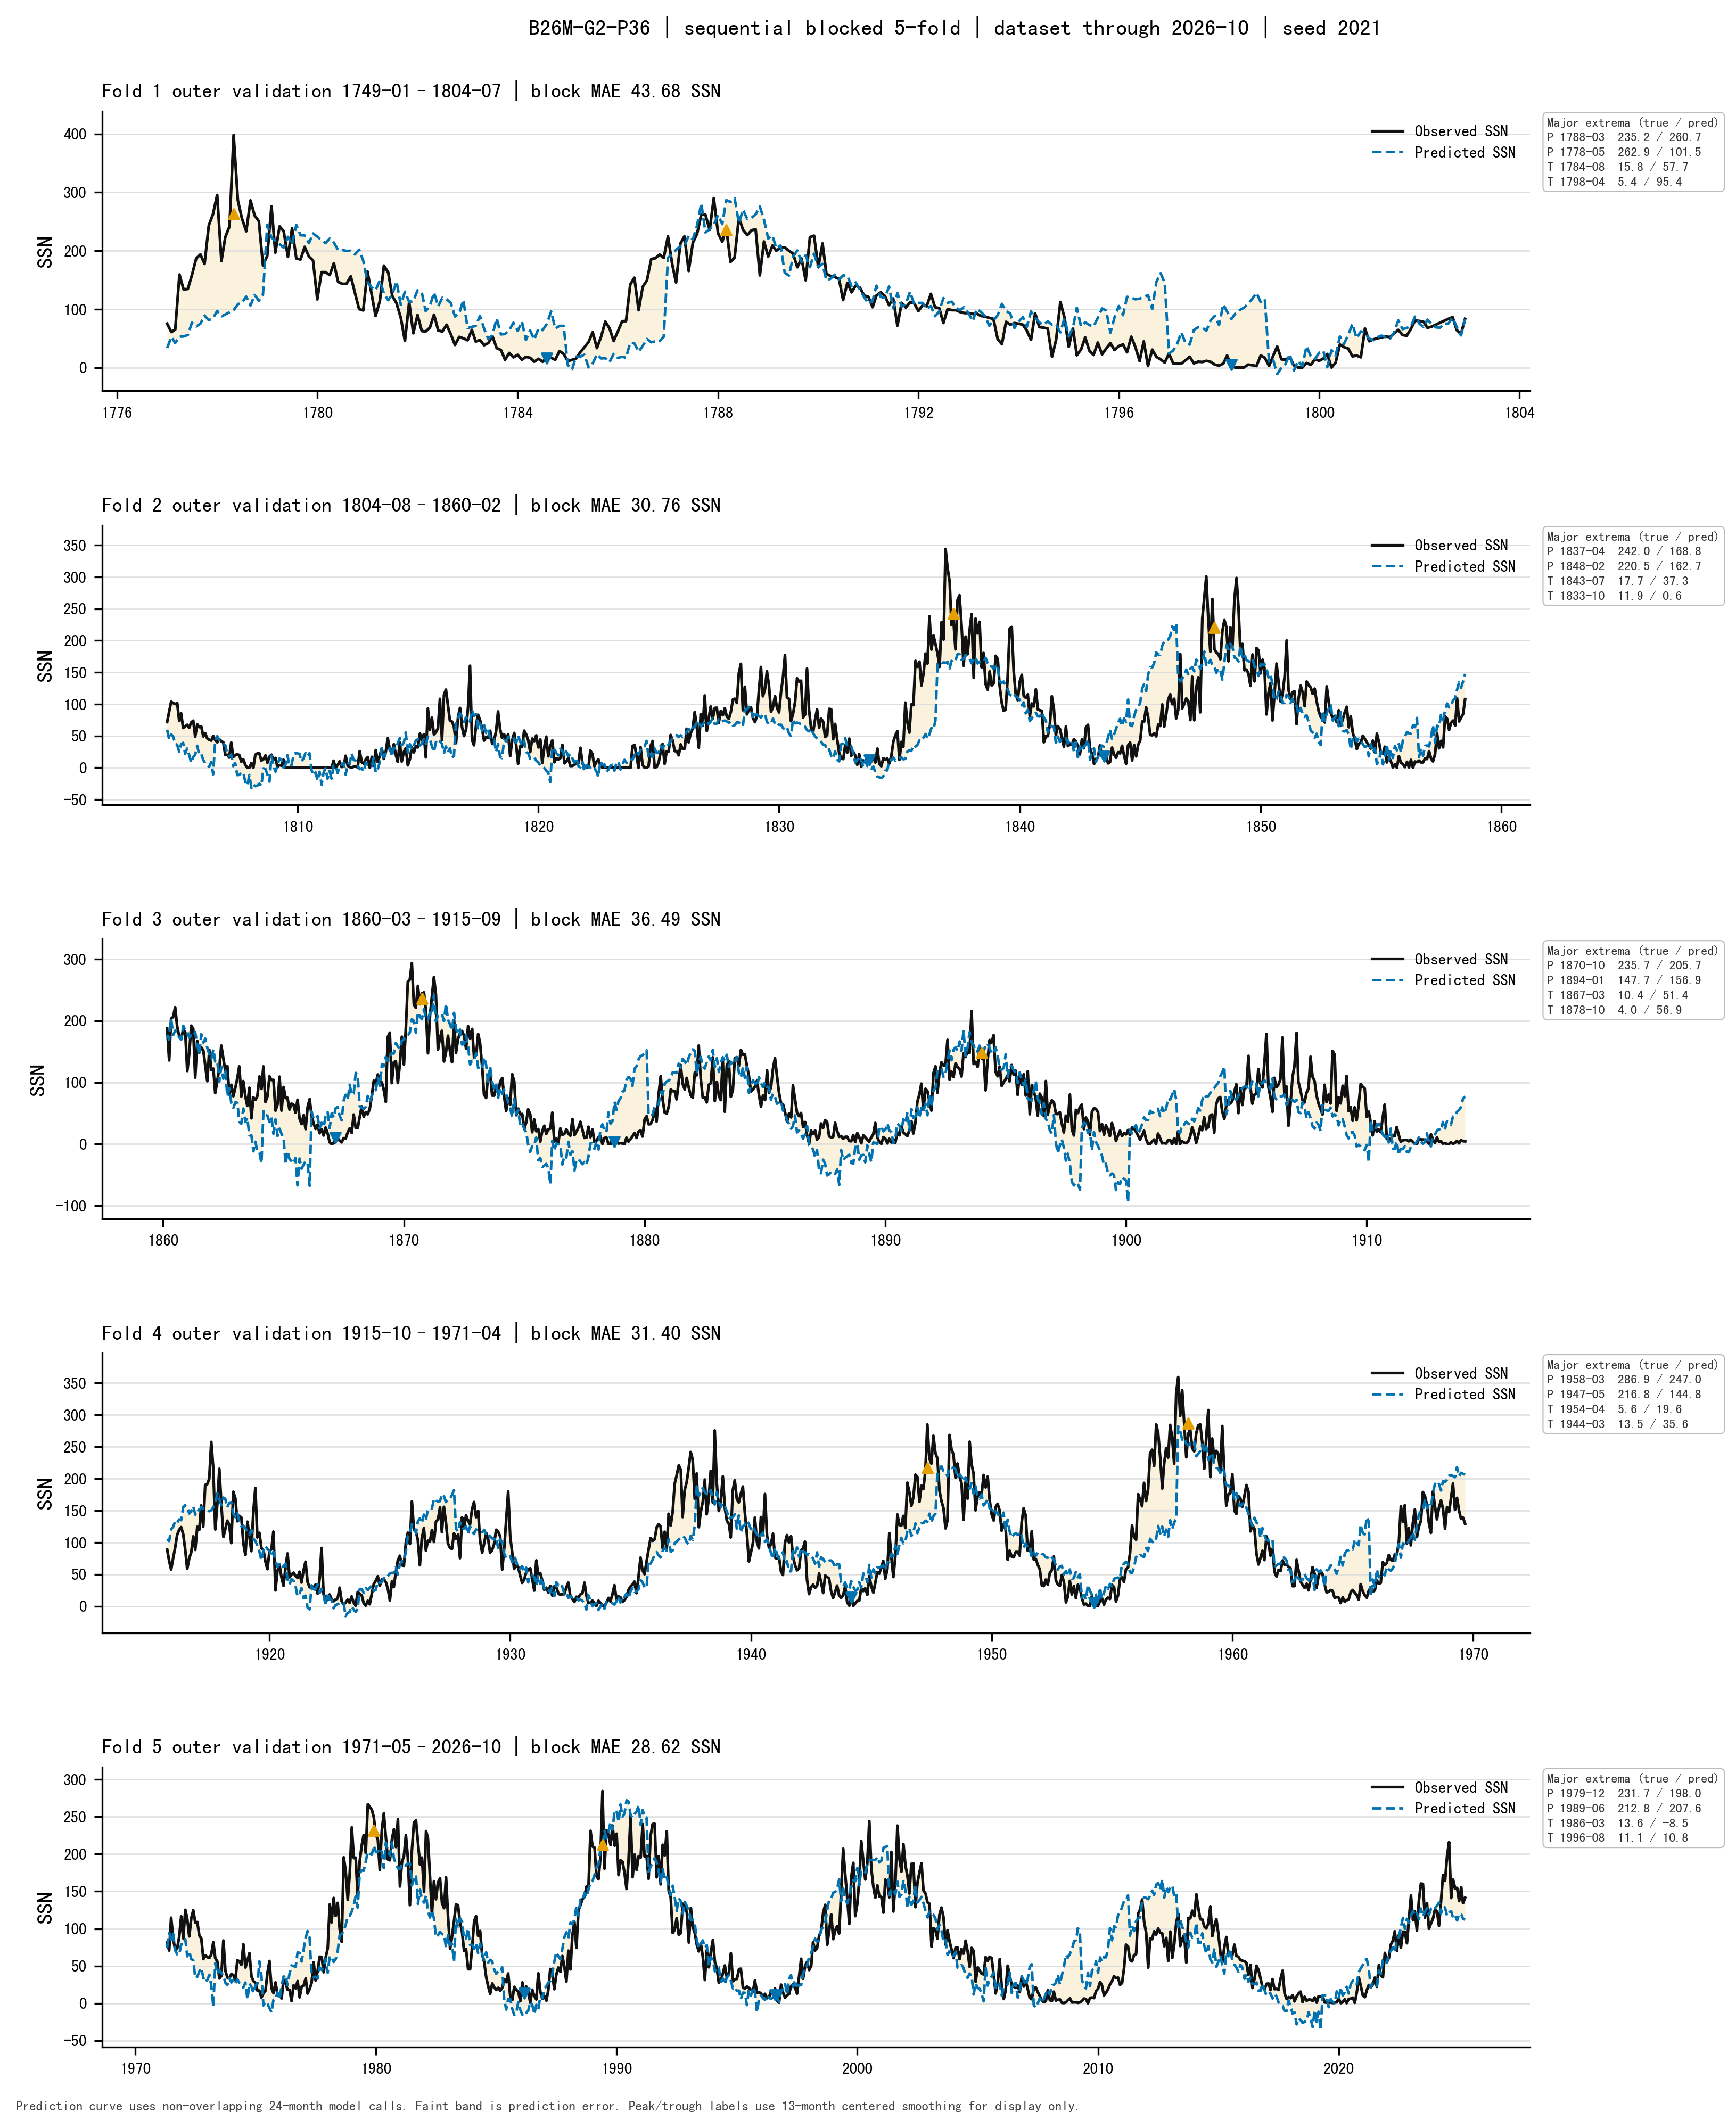 B26M-G2-P36 | sequential blocked 5-fold | dataset through 2026-10 | seed 2021
Fold 1 outer validation 1749-01 – 1804-07 | block MAE 43.68 SSN
SSN
400
300
200
100
0
1776 1780 1784 1788 1792 1796 1800 1804
Observed SSN
Predicted SSN
Major extrema (true / pred)
P 1788-03 235.2 / 260.7
P 1778-05 262.9 / 101.5
T 1784-08 15.8 / 57.7
T 1798-04 5.4 / 95.4
Fold 2 outer validation 1804-08 – 1860-02 | block MAE 30.76 SSN
SSN
350
300
250
200
150
100
50
0
-50
1810 1820 1830 1840 1850 1860
Observed SSN
Predicted SSN
Major extrema (true / pred)
P 1837-04 242.0 / 168.8
P 1848-02 220.5 / 162.7
T 1843-07 17.7 / 37.3
T 1833-10 11.9 / 0.6
Fold 3 outer validation 1860-03 – 1915-09 | block MAE 36.49 SSN
SSN
300
200
100
0
-100
1860 1870 1880 1890 1900 1910
Observed SSN
Predicted SSN
Major extrema (true / pred)
P 1870-10 235.7 / 205.7
P 1894-01 147.7 / 156.9
T 1867-03 10.4 / 51.4
T 1878-10 4.0 / 56.9
Fold 4 outer validation 1915-10 – 1971-04 | block MAE 31.40 SSN
SSN
350
300
250
200
150
100
50
0
1920 1930 1940 1950 1960 1970
Observed SSN
Predicted SSN
Major extrema (true / pred)
P 1958-03 286.9 / 247.0
P 1947-05 216.8 / 144.8
T 1954-04 5.6 / 19.6
T 1944-03 13.5 / 35.6
Fold 5 outer validation 1971-05 – 2026-10 | block MAE 28.62 SSN
SSN
300
250
200
150
100
50
0
-50
1970 1980 1990 2000 2010 2020
Observed SSN
Predicted SSN
Major extrema (true / pred)
P 1979-12 231.7 / 198.0
P 1989-06 212.8 / 207.6
T 1986-03 13.6 / -8.5
T 1996-08 11.1 / 10.8
Prediction curve uses non-overlapping 24-month model calls. Faint band is prediction error. Peak/trough labels use 13-month centered smoothing for display only.